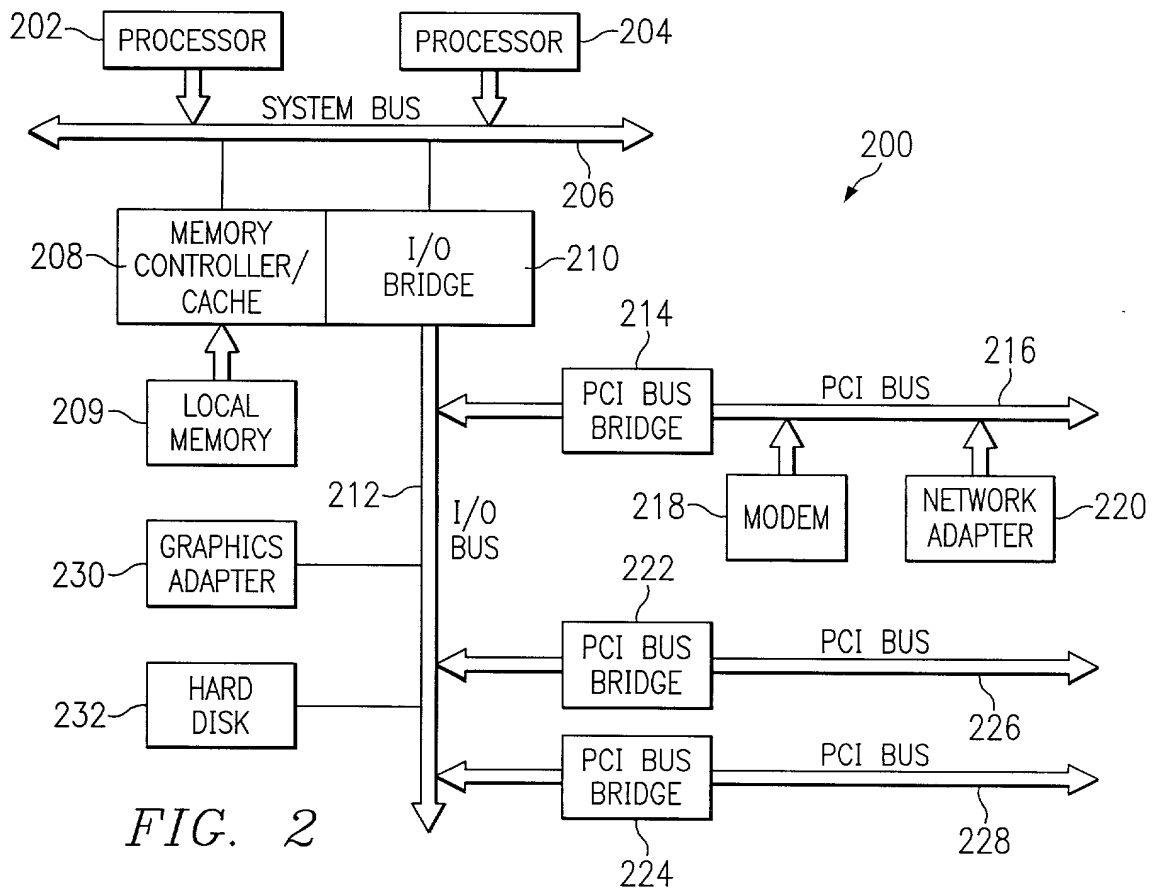 202
PROCESSOR
PROCESSOR
204
SYSTEM BUS
206
200
208
MEMORY
CONTROLLER/
CACHE
I/O
BRIDGE
210
214
PCI BUS
BRIDGE
PCI BUS
216
209
LOCAL
MEMORY
212
I/O
BUS
218
MODEM
NETWORK
ADAPTER
220
230
GRAPHICS
ADAPTER
222
PCI BUS
BRIDGE
PCI BUS
226
232
HARD
DISK
PCI BUS
BRIDGE
PCI BUS
228
224
FIG. 2